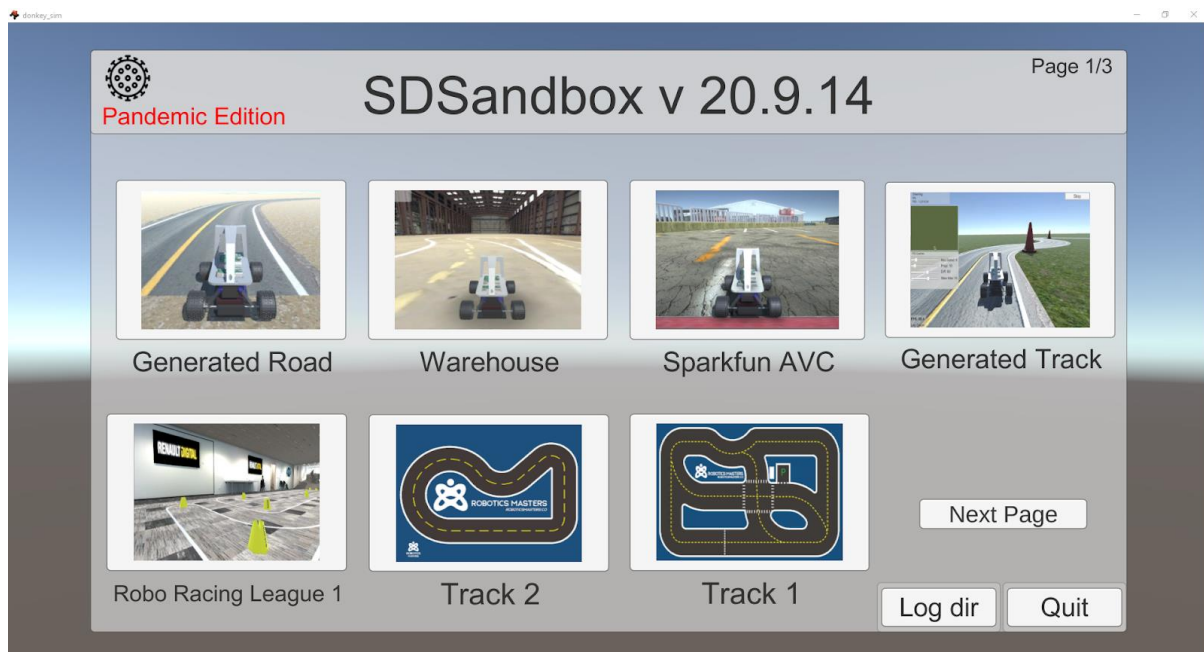 donkey_sim
Page 1/3
SDSandbox v 20.9.14
Pandemic Edition
Generated Road
Warehouse
Sparkfun AVC
Generated Track
RENAULT DIGITAL
ROBOTICS MASTERS
ROBOTICS MASTERS
Next Page
Robo Racing League 1
Track 2
Track 1
Log dir
Quit